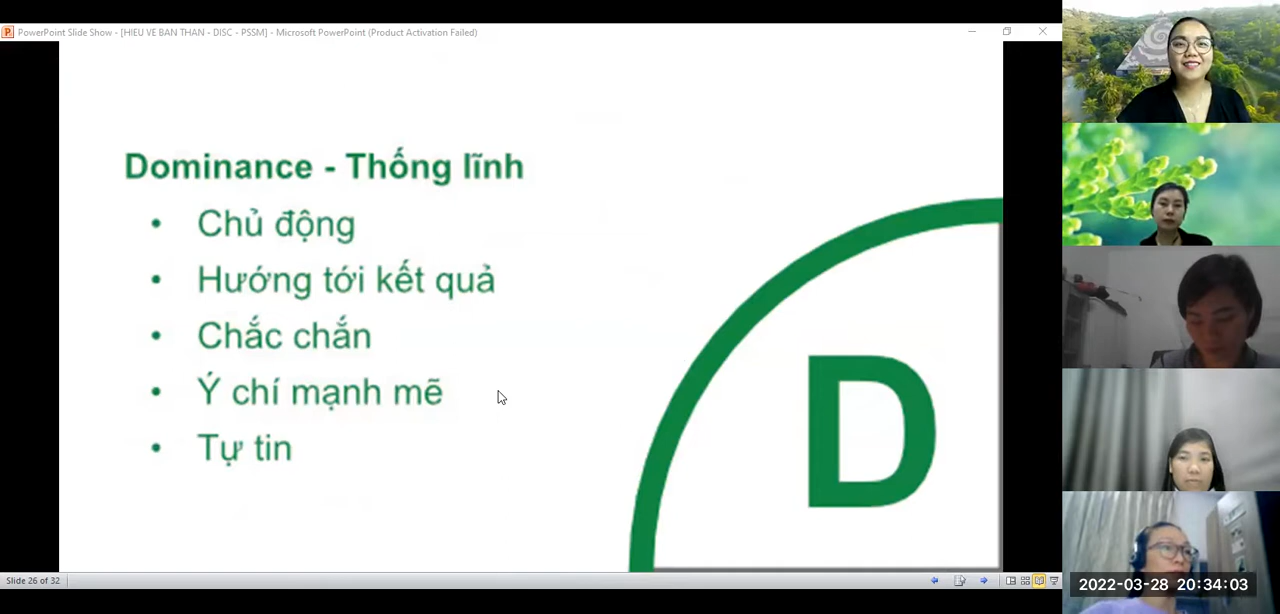 PowerPoint Slide Show - [HIEU VE BAN THAN - DISC - PSSM] - Microsoft PowerPoint (Product Activation Failed)
Dominance - Thống lĩnh
• Chủ động
• Hướng tới kết quả
• Chắc chắn
• Ý chí mạnh mẽ
• Tự tin
D
Slide 26 of 32
2022-03-28 20:34:03